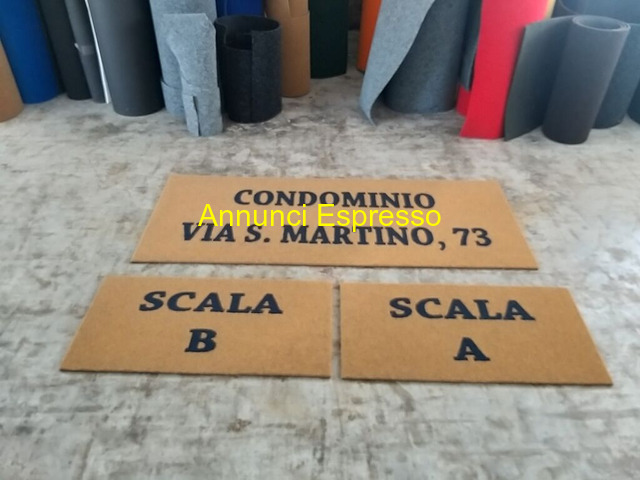 CONDOMINIO
Annunci Espresso
VIA S. MARTINO, 73
SCALA
B
SCALA
A